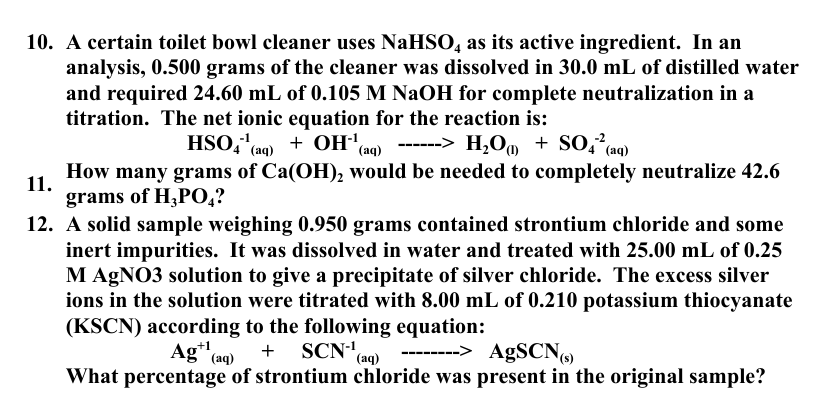 10. A certain toilet bowl cleaner uses NaHSO₄ as its active ingredient. In an
analysis, 0.500 grams of the cleaner was dissolved in 30.0 mL of distilled water
and required 24.60 mL of 0.105 M NaOH for complete neutralization in a
titration. The net ionic equation for the reaction is:
HSO₄⁻¹(aq) + OH⁻¹(aq) ------> H₂O(l) + SO₄⁻²(aq)
11. How many grams of Ca(OH)₂ would be needed to completely neutralize 42.6
grams of H₃PO₄?
12. A solid sample weighing 0.950 grams contained strontium chloride and some
inert impurities. It was dissolved in water and treated with 25.00 mL of 0.25
M AgNO3 solution to give a precipitate of silver chloride. The excess silver
ions in the solution were titrated with 8.00 mL of 0.210 potassium thiocyanate
(KSCN) according to the following equation:
Ag⁺¹(aq) + SCN⁻¹(aq) --------> AgSCN(s)
What percentage of strontium chloride was present in the original sample?